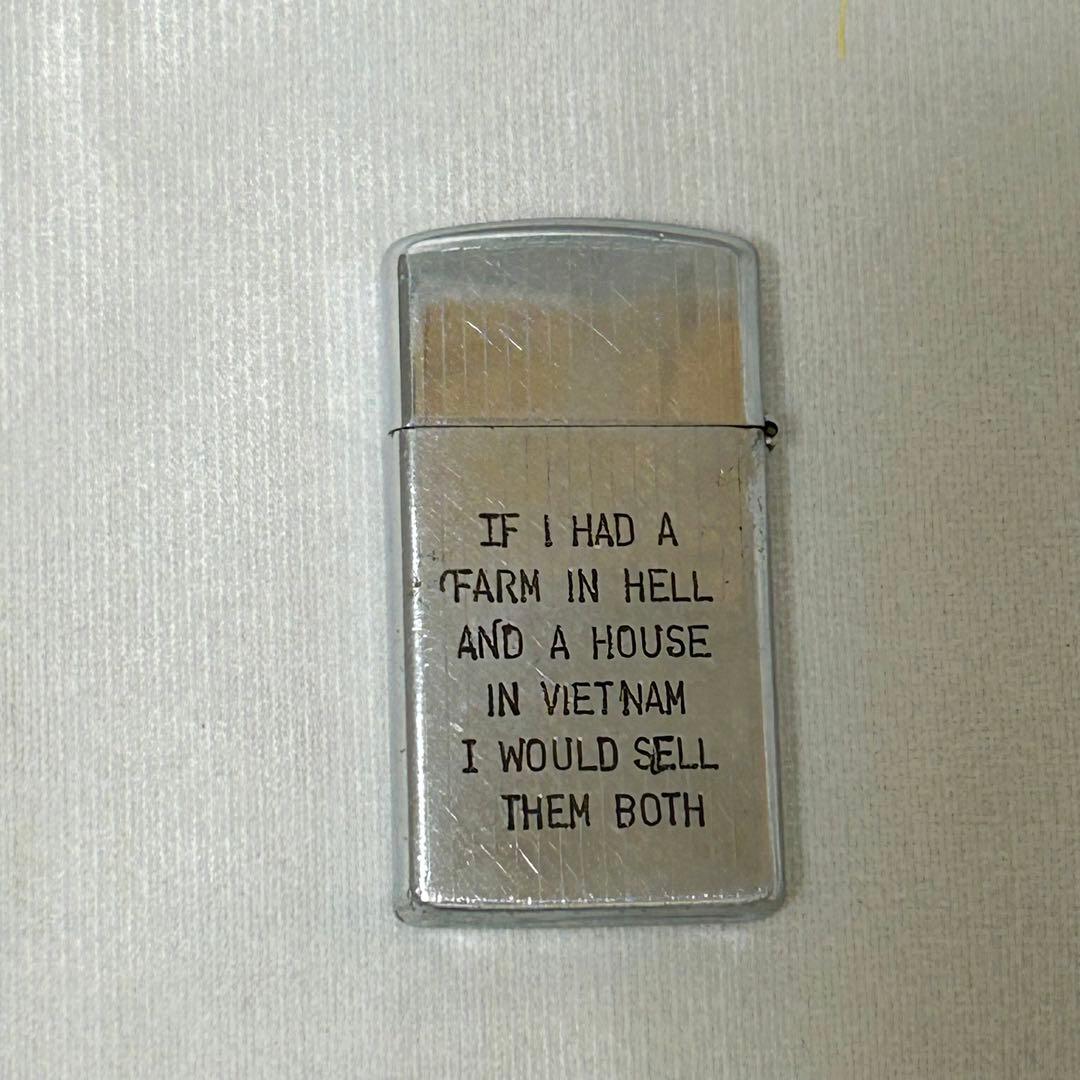 IF I HAD A
FARM IN HELL
AND A HOUSE
IN VIETNAM
I WOULD SELL
THEM BOTH